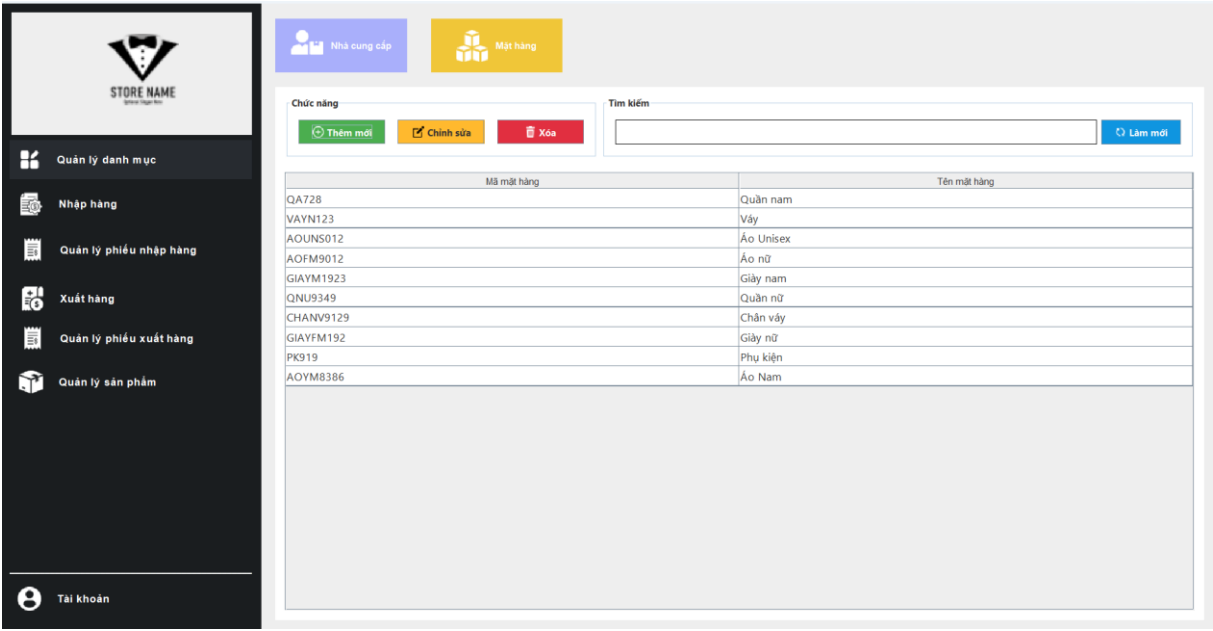 STORE NAME
Quản lý danh mục
Nhập hàng
Quản lý phiếu nhập hàng
Xuất hàng
Quản lý phiếu xuất hàng
Quản lý sản phẩm
Tài khoản
Nhà cung cấp
Mặt hàng
Chức năng
Thêm mới
Chỉnh sửa
Xóa
Tìm kiếm
Làm mới
Mã mặt hàng Tên mặt hàng
QA728 Quần nam
VAYN123 Váy
AOUNS012 Áo Unisex
AOFM9012 Áo nữ
GIAYM1923 Giày nam
QNU9349 Quần nữ
CHANV9129 Chân váy
GIAYFM192 Giày nữ
PK919 Phụ kiện
AOYM8386 Áo Nam